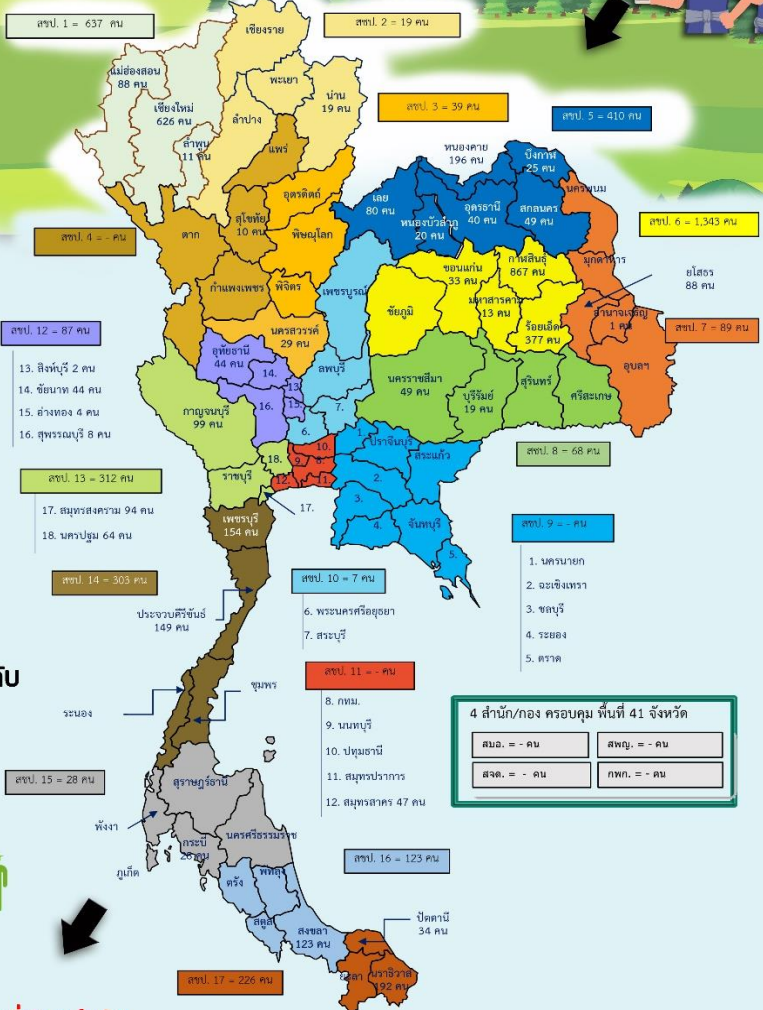 สชป. 1 = 637 คน
สชป. 2 = 19 คน
เชียงราย
แม่ฮ่องสอน
88 คน
พะเยา
เชียงใหม่
626 คน
น่าน
19 คน
สชป. 3 = 39 คน
สชป. 5 = 410 คน
ลำปาง
ลำพูน
11 คน
แพร่
หนองคาย
196 คน
บึงกาฬ
25 คน
นครพนม
อุตรดิตถ์
เลย
80 คน
อุดรธานี
40 คน
สกลนคร
49 คน
สุโขทัย
10 คน
หนองบัวลำภู
20 คน
สชป. 6 = 1,343 คน
สชป. 4 = - คน
ตาก
พิษณุโลก
มุกดาหาร
ขอนแก่น
33 คน
กาฬสินธุ์
867 คน
ยโสธร
88 คน
กำแพงเพชร
พิจิตร
เพชรบูรณ์
ชัยภูมิ
มหาสารคาม
13 คน
ร้อยเอ็ด
377 คน
อำนาจเจริญ
1 คน
สชป. 7 = 89 คน
สชป. 12 = 87 คน
นครสวรรค์
29 คน
อุทัยธานี
44 คน
13. สิงห์บุรี 2 คน
14. ชัยนาท 44 คน
15. อ่างทอง 4 คน
16. สุพรรณบุรี 8 คน
14.
13.
15.
16.
ลพบุรี
6.
7.
นครราชสีมา
49 คน
บุรีรัมย์
19 คน
สุรินทร์
ศรีสะเกษ
อุบลฯ
กาญจนบุรี
99 คน
สชป. 8 = 68 คน
สชป. 13 = 312 คน
17. สมุทรสงคราม 94 คน
18. นครปฐม 64 คน
ราชบุรี
18.
10.
9.
8.
12.
11.
17.
1.
ปราจีนบุรี
สระแก้ว
2.
3.
4.
จันทบุรี
5.
เพชรบุรี
154 คน
สชป. 9 = - คน
1. นครนายก
2. ฉะเชิงเทรา
3. ชลบุรี
4. ระยอง
5. ตราด
สชป. 14 = 303 คน
สชป. 10 = 7 คน
6. พระนครศรีอยุธยา
7. สระบุรี
ประจวบคีรีขันธ์
149 คน
สชป. 11 = - คน
8. กทม.
9. นนทบุรี
10. ปทุมธานี
11. สมุทรปราการ
12. สมุทรสาคร 47 คน
ชุมพร
ระนอง
4 สำนัก/กอง ครอบคุม พื้นที่ 41 จังหวัด
สบอ. = - คน
สพญ. = - คน
สจด. = - คน
กพก. = - คน
สชป. 15 = 28 คน
สุราษฎร์ธานี
พังงา
นครศรีธรรมราช
กระบี่
28 คน
ภูเก็ต
สชป. 16 = 123 คน
ตรัง
พัทลุง
สตูล
สงขลา
123 คน
ปัตตานี
34 คน
สชป. 17 = 226 คน
ยะลา
นราธิวาส
192 คน